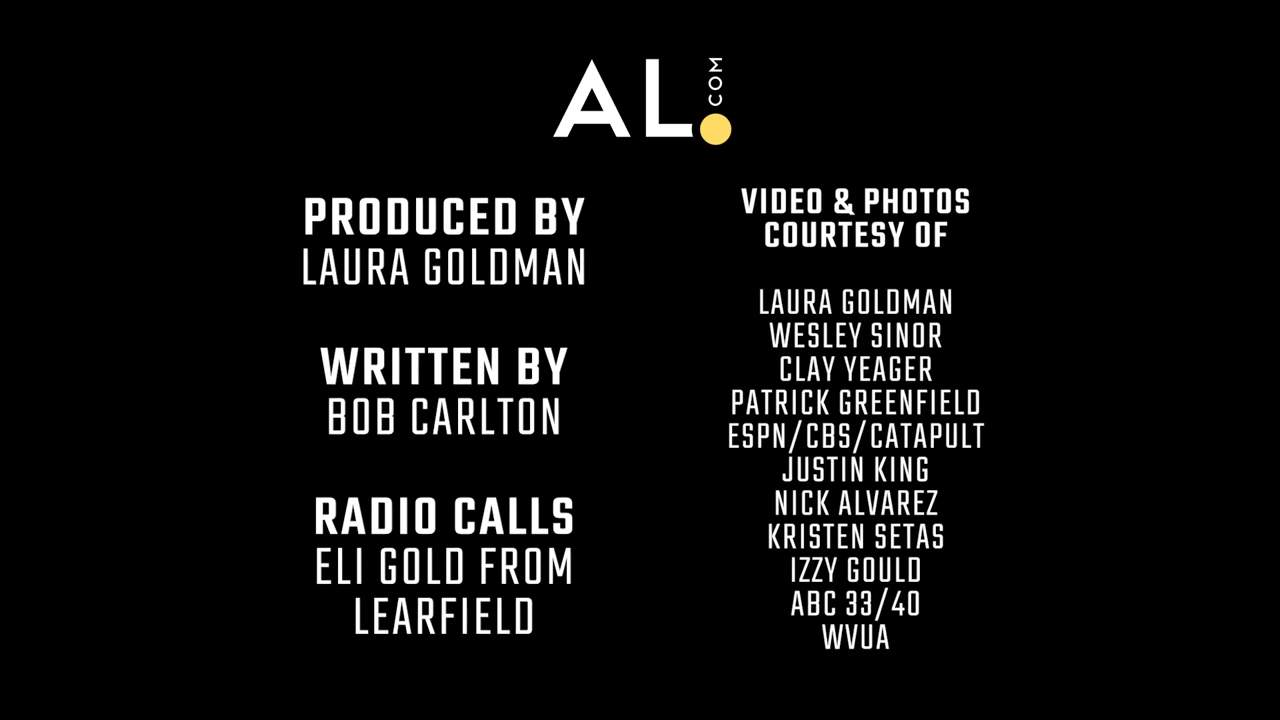 AL.COM
PRODUCED BY
LAURA GOLDMAN
WRITTEN BY
BOB CARLTON
RADIO CALLS
ELI GOLD FROM
LEARFIELD
VIDEO & PHOTOS
COURTESY OF
LAURA GOLDMAN
WESLEY SINOR
CLAY YEAGER
PATRICK GREENFIELD
ESPN/CBS/CATAPULT
JUSTIN KING
NICK ALVAREZ
KRISTEN SETAS
IZZY GOULD
ABC 33/40
WVUA